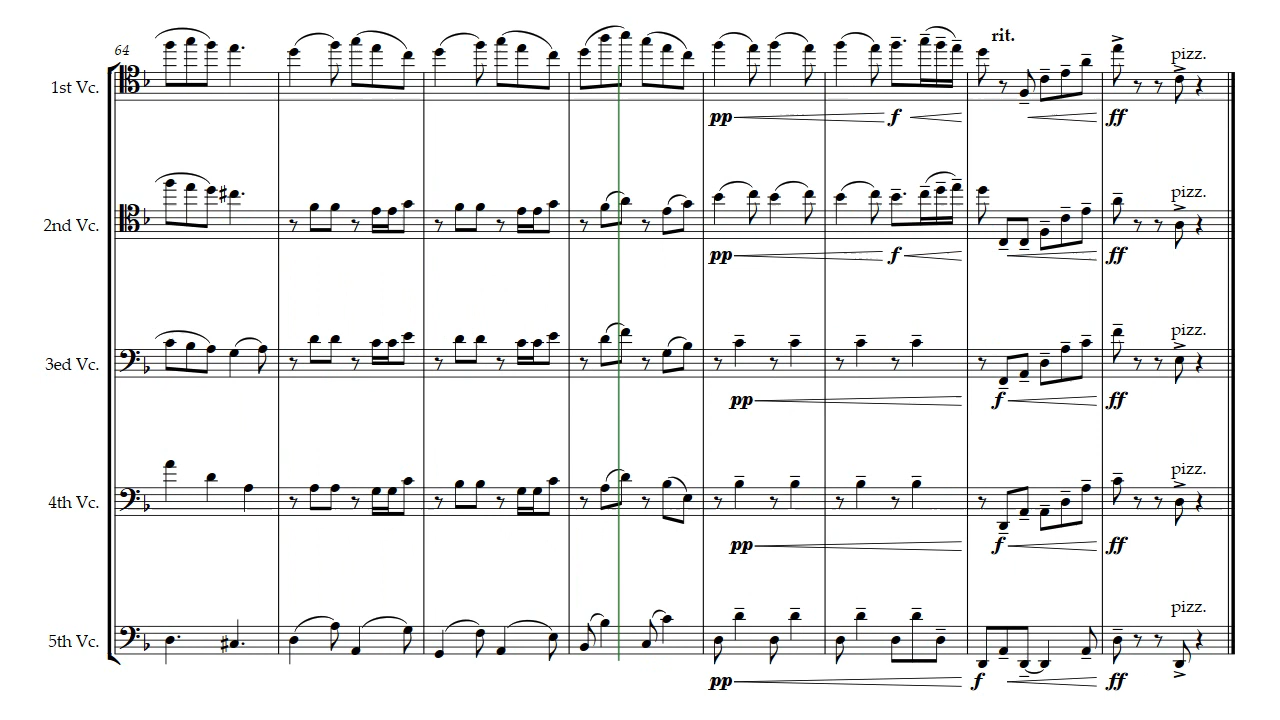 64
rit.
pizz.
1st Vc.
pp f ff
pizz.
2nd Vc.
pp f ff
pizz.
3ed Vc.
pp f ff
pizz.
4th Vc.
pp f ff
pizz.
5th Vc.
pp f ff